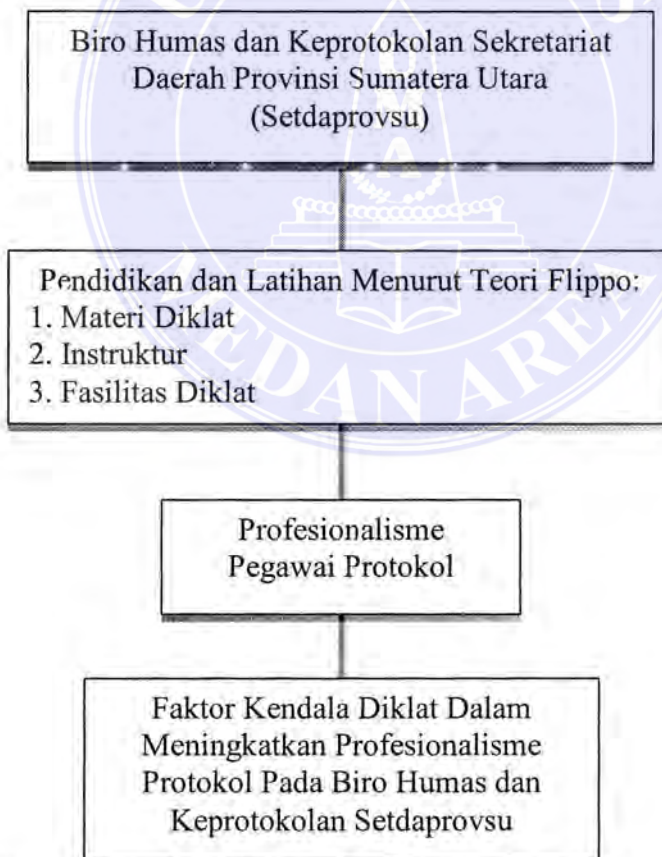 Biro Humas dan Keprotokolan Sekretariat
Daerah Provinsi Sumatera Utara
(Setdaprovsu)
Pendidikan dan Latihan Menurut Teori Flippo:
1. Materi Diklat
2. Instruktur
3. Fasilitas Diklat
MEDAN AREA
Profesionalisme
Pegawai Protokol
Faktor Kendala Diklat Dalam
Meningkatkan Profesionalisme
Protokol Pada Biro Humas dan
Keprotokolan Setdaprovsu